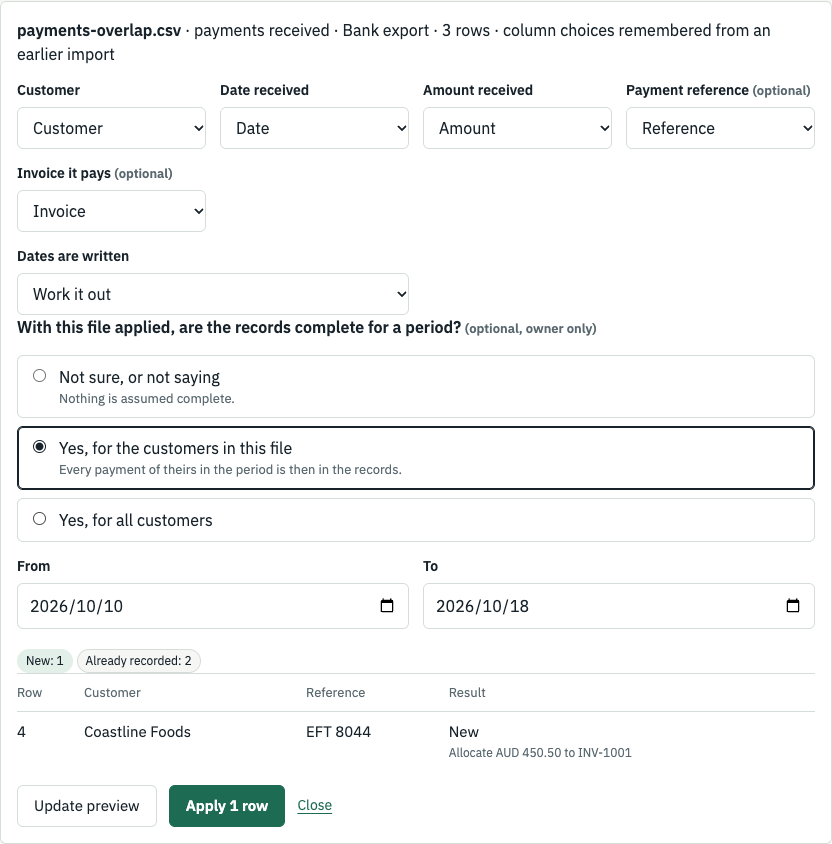 payments-overlap.csv · payments received · Bank export · 3 rows · column choices remembered from an
earlier import
Customer Date received Amount received Payment reference (optional)
Customer Date Amount Reference
Invoice it pays (optional)
Invoice
Dates are written
Work it out
With this file applied, are the records complete for a period? (optional, owner only)
Not sure, or not saying
Nothing is assumed complete.
Yes, for the customers in this file
Every payment of theirs in the period is then in the records.
Yes, for all customers
From To
2026/10/10 2026/10/18
New: 1 Already recorded: 2
Row Customer Reference Result
4 Coastline Foods EFT 8044 New
Allocate AUD 450.50 to INV-1001
Update preview Apply 1 row Close